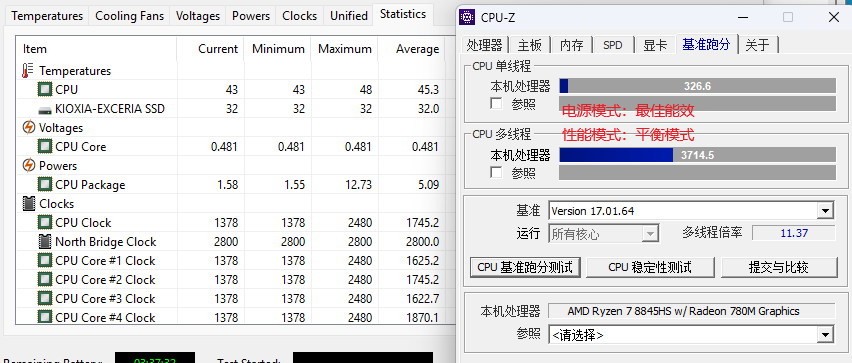 Temperatures Cooling Fans Voltages Powers Clocks Unified Statistics
Item Current Minimum Maximum Average
Temperatures
CPU 43 43 48 45.3
KIOXIA-EXCERIA SSD 32 32 32 32.0
Voltages
CPU Core 0.481 0.481 0.481 0.481
Powers
CPU Package 1.58 1.55 12.73 5.09
Clocks
CPU Clock 1378 1378 2480 1745.2
North Bridge Clock 2800 2800 2800 2800.0
CPU Core #1 Clock 1378 1378 2480 1625.2
CPU Core #2 Clock 1378 1378 2480 1745.2
CPU Core #3 Clock 1378 1378 2480 1622.7
CPU Core #4 Clock 1378 1378 2480 1870.1
Remaining Battery: 03:37:32 Test Started:
CPU-Z
处理器 主板 内存 SPD 显卡 基准跑分 关于
CPU 单线程
本机处理器 326.6
参照
电源模式：最佳能效
CPU 多线程
性能模式：平衡模式
本机处理器 3714.5
参照
基准 Version 17.01.64
运行 所有核心 多线程倍率 11.37
CPU 基准跑分测试 CPU 稳定性测试 提交与比较
本机处理器 AMD Ryzen 7 8845HS w/ Radeon 780M Graphics
参照 <请选择>